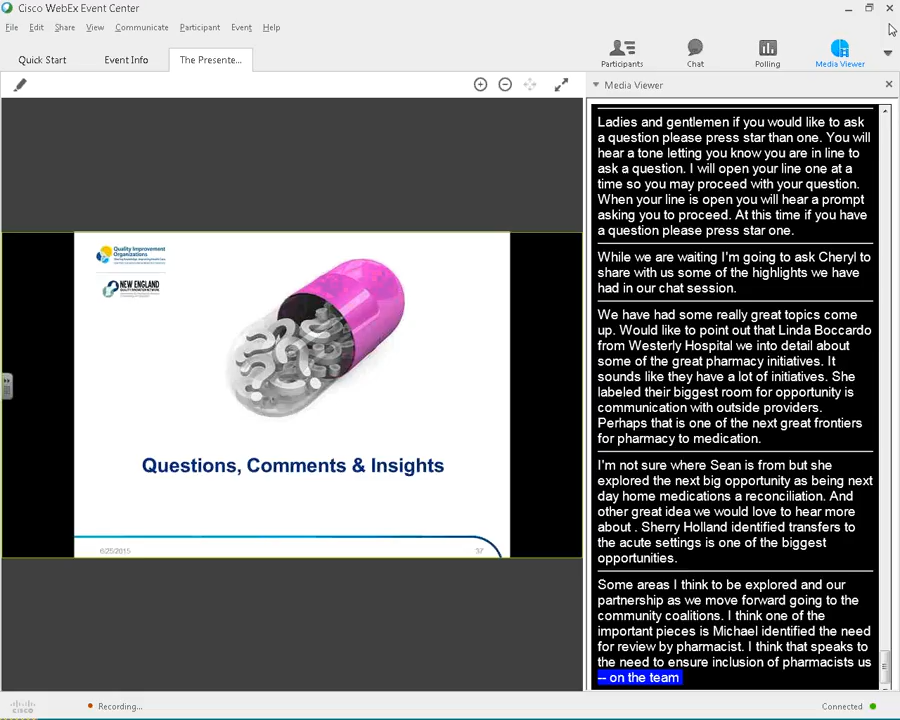 Cisco WebEx Event Center
File Edit Share View Communicate Participant Event Help
Quick Start Event Info The Presente...
Participants Chat Polling Media Viewer
Media Viewer
Quality Improvement
Organizations
NEW ENGLAND
Questions, Comments & Insights
6/25/2015 37
Ladies and gentlemen if you would like to ask
a question please press star than one. You will
hear a tone letting you know you are in line to
ask a question. I will open your line one at a
time so you may proceed with your question.
When your line is open you will hear a prompt
asking you to proceed. At this time if you have
a question please press star one.
While we are waiting I'm going to ask Cheryl to
share with us some of the highlights we have
had in our chat session.
We have had some really great topics come
up. Would like to point out that Linda Boccardo
from Westerly Hospital we into detail about
some of the great pharmacy initiatives. It
sounds like they have a lot of initiatives. She
labeled their biggest room for opportunity is
communication with outside providers.
Perhaps that is one of the next great frontiers
for pharmacy to medication.
I'm not sure where Sean is from but she
explored the next big opportunity as being next
day home medications a reconciliation. And
other great idea we would love to hear more
about . Sherry Holland identified transfers to
the acute settings is one of the biggest
opportunities.
Some areas I think to be explored and our
partnership as we move forward going to the
community coalitions. I think one of the
important pieces is Michael identified the need
for review by pharmacist. I think that speaks to
the need to ensure inclusion of pharmacists us
-- on the team
cisco
Recording...
Connected